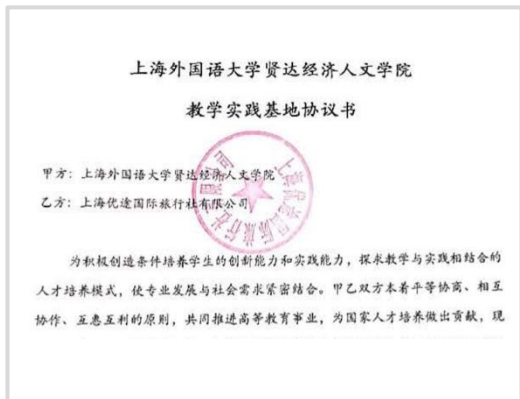 上海外国语大学贤达经济人文学院
教学实践基地协议书
甲方：上海外国语大学贤达经济人文学院
乙方：上海优途国际旅行社有限公司
为积极创造条件培养学生的创新能力和实践能力，探求教学与实践相结合的
人才培养模式，使专业发展与社会需求紧密结合。甲乙双方本着平等协商、相互
协作、互惠互利的原则，共同推进高等教育事业，为国家人才培养做出贡献，现